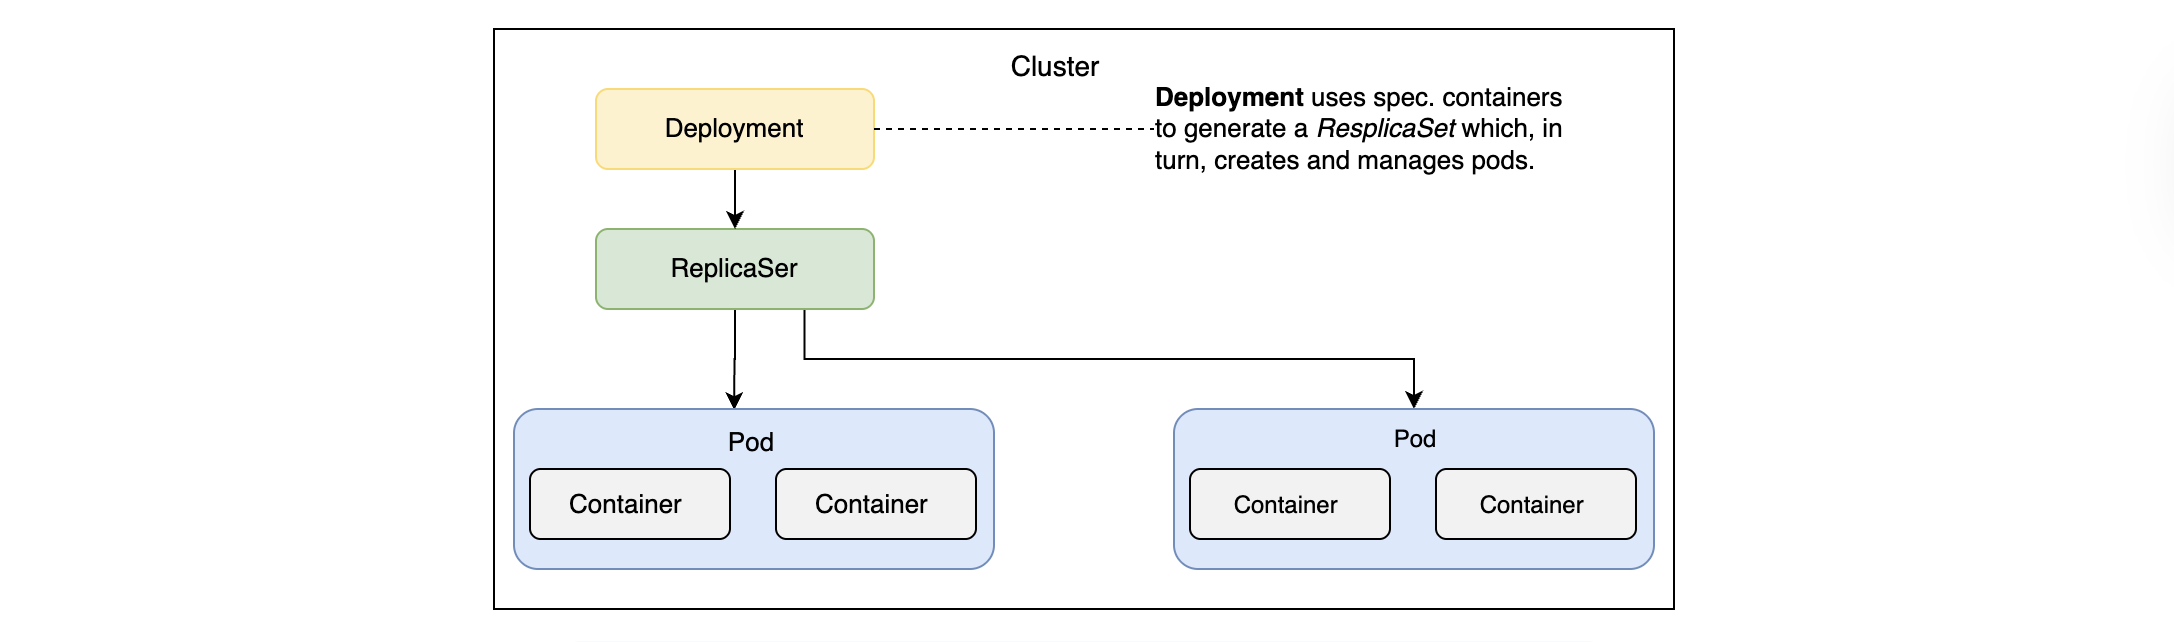 Cluster
Deployment
Deployment uses spec. containers
to generate a ResplicaSet which, in
turn, creates and manages pods.
ReplicaSer
Pod
Container
Container
Pod
Container
Container